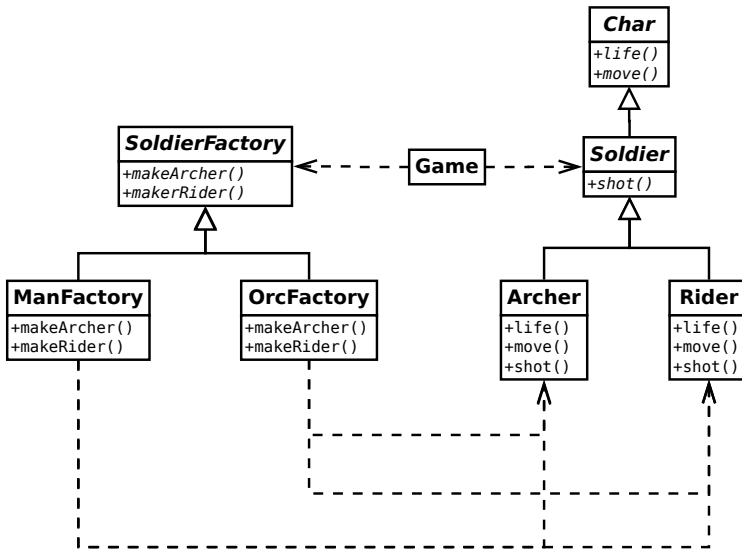 Char
+life()
+move()
SoldierFactory
+makeArcher()
+makerRider()
Game
Soldier
+shot()
ManFactory
+makeArcher()
+makeRider()
OrcFactory
+makeArcher()
+makeRider()
Archer
+life()
+move()
+shot()
Rider
+life()
+move()
+shot()